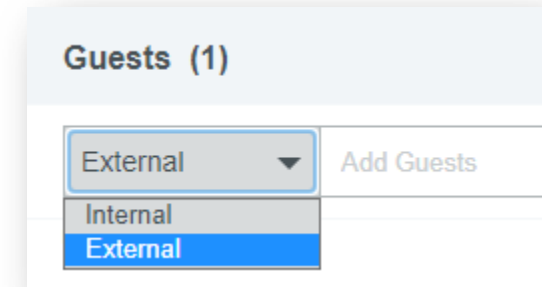 Guests (1)
External Add Guests
Internal
External